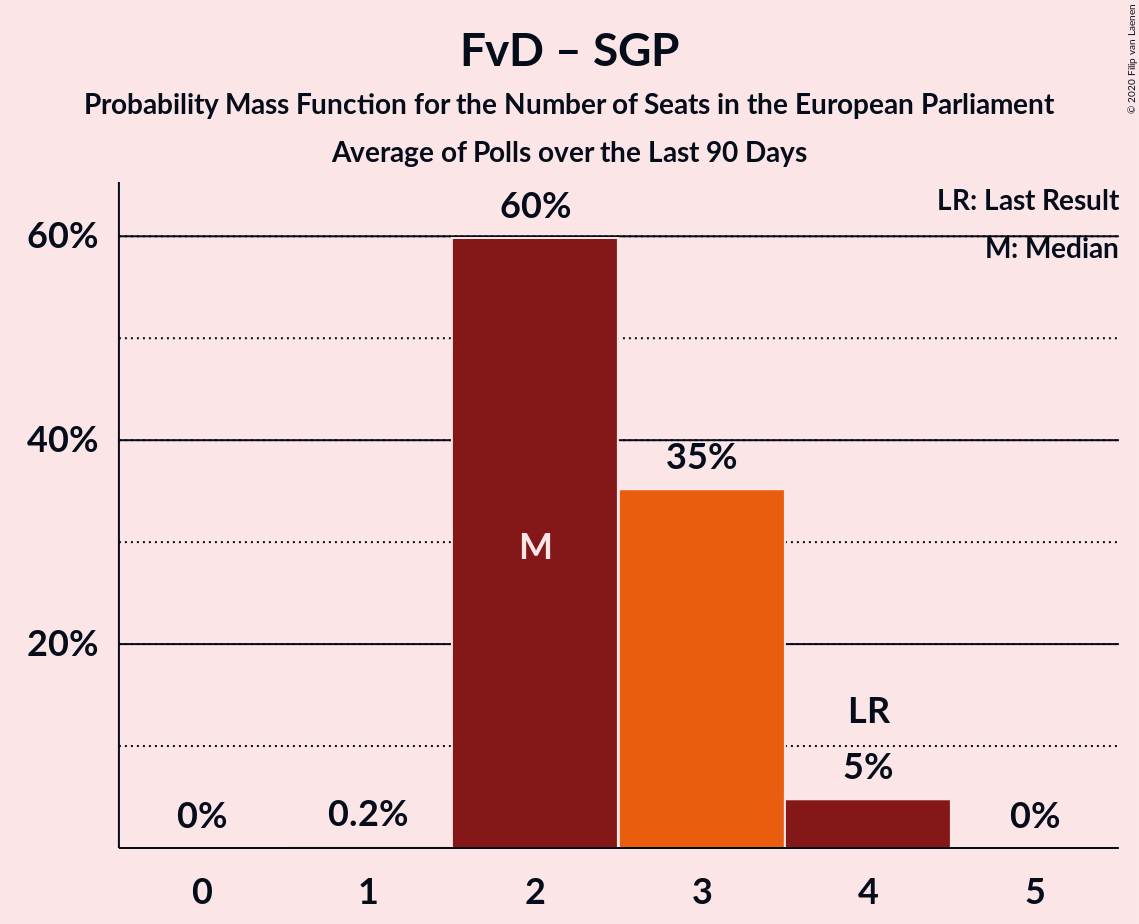 FvD – SGP
Probability Mass Function for the Number of Seats in the European Parliament
Average of Polls over the Last 90 Days
© 2020 Filip van Laenen
LR: Last Result
M: Median
60%
40%
20%
0%
0.2%
60%
M
35%
LR
5%
0%
0
1
2
3
4
5